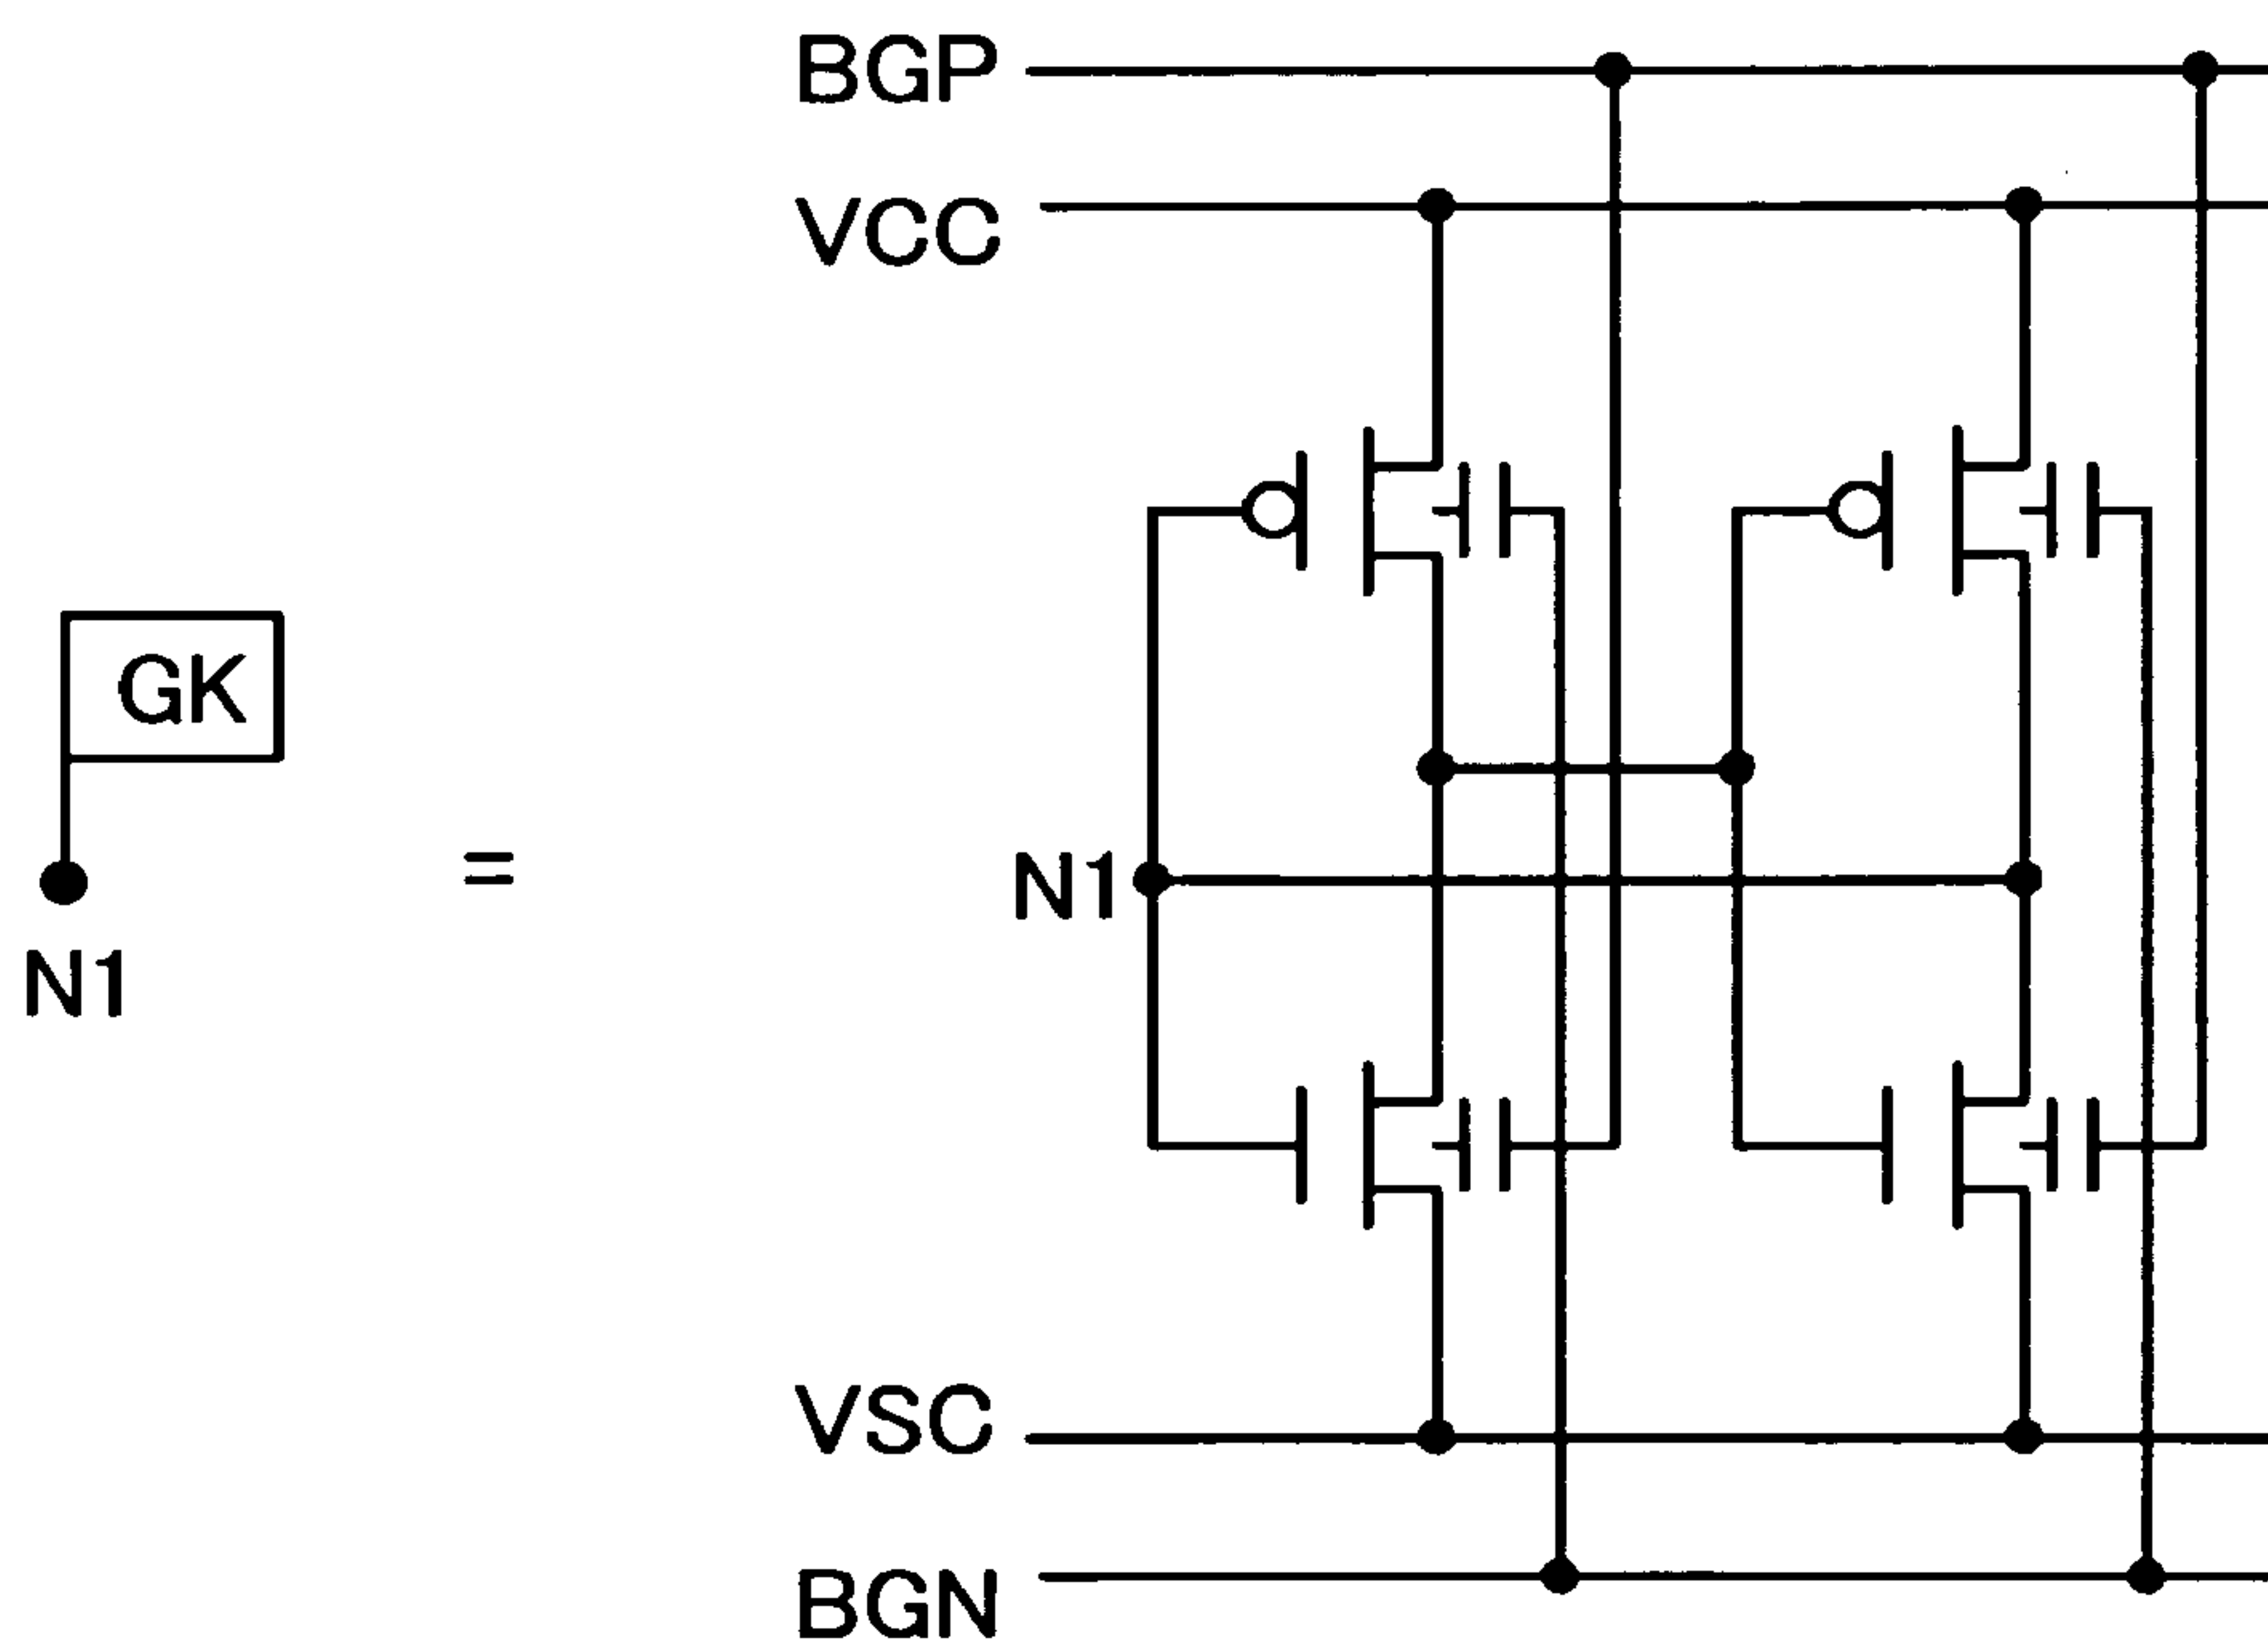 BGP
VCC
GK
=
N1
N1
VSC
BGN